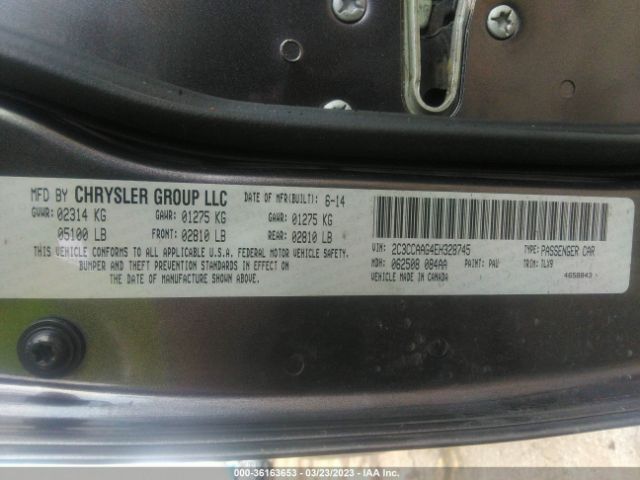 MFD BY CHRYSLER GROUP LLC DATE OF MFR(BUILT): 6-14
GVWR: 02314 KG GAWR: 01275 KG GAWR: 01275 KG
05100 LB FRONT: 02810 LB REAR: 02810 LB
THIS VEHICLE CONFORMS TO ALL APPLICABLE U.S.A. FEDERAL MOTOR VEHICLE SAFETY,
BUMPER AND THEFT PREVENTION STANDARDS IN EFFECT ON
THE DATE OF MANUFACTURE SHOWN ABOVE.
VIN: 2C3CCAAG4EH328745 TYPE: PASSENGER CAR
MDH: 062508 084AA PAINT: PAU TRIM: TLX9
VEHICLE MADE IN CANADA 4658843
000-36163653 - 03/23/2023 - IAA Inc.